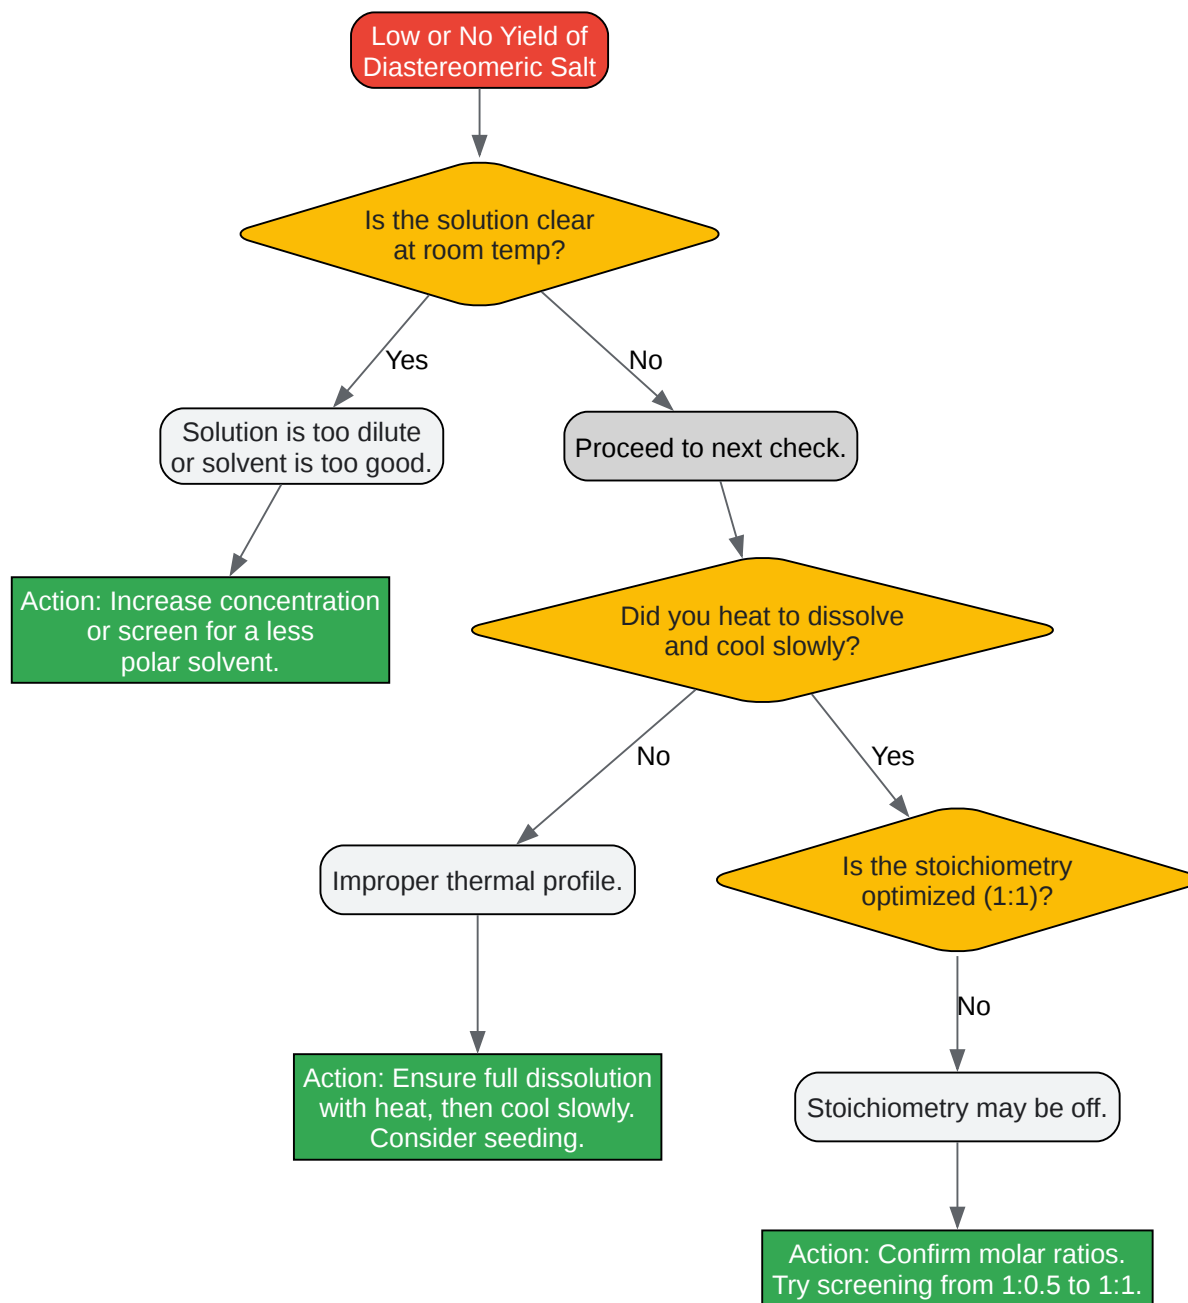 Low or No Yield of
Diastereomeric Salt
Is the solution clear
at room temp?
Yes
No
Solution is too dilute
or solvent is too good.
Proceed to next check.
Action: Increase concentration
or screen for a less
polar solvent.
Did you heat to dissolve
and cool slowly?
No
Yes
Improper thermal profile.
Is the stoichiometry
optimized (1:1)?
No
Action: Ensure full dissolution
with heat, then cool slowly.
Consider seeding.
Stoichiometry may be off.
Action: Confirm molar ratios.
Try screening from 1:0.5 to 1:1.